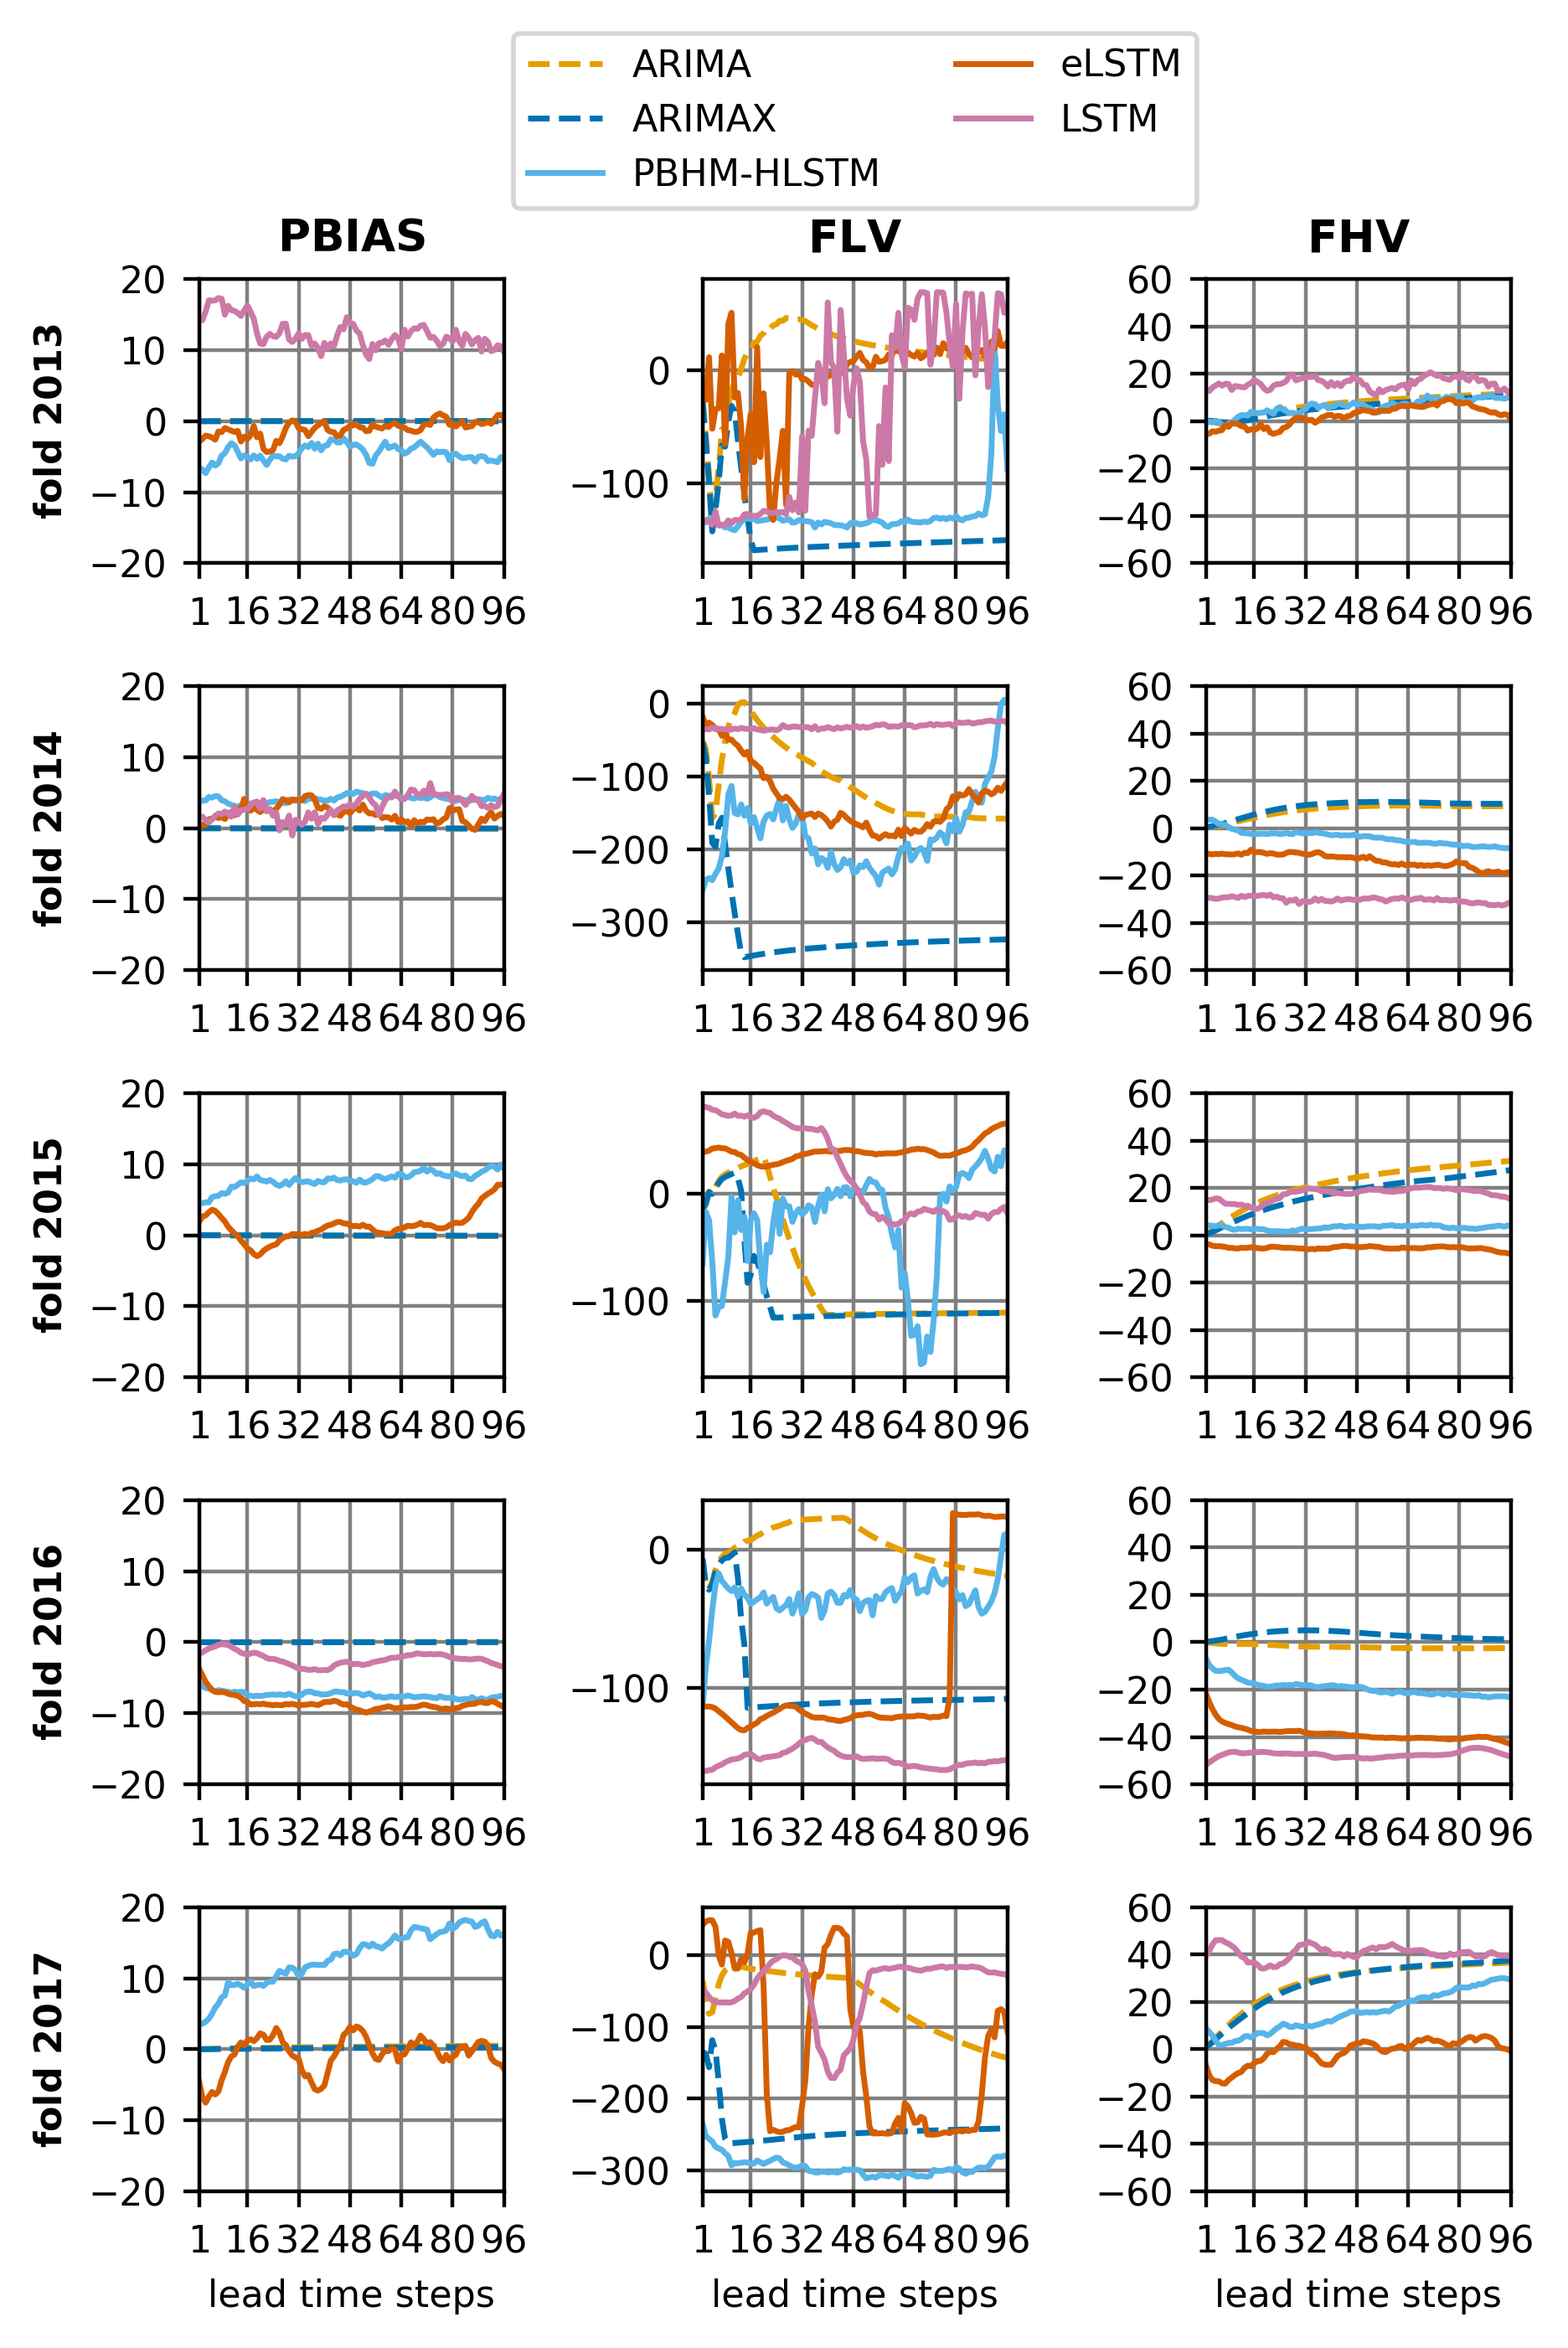 ARIMA eLSTM
ARIMAX LSTM
PBHM-HLSTM
PBIAS FLV FHV
fold 2013
20 10 0 −10 −20
1 16 32 48 64 80 96
0 −100
1 16 32 48 64 80 96
60 40 20 0 −20 −40 −60
1 16 32 48 64 80 96
fold 2014
20 10 0 −10 −20
1 16 32 48 64 80 96
0 −100 −200 −300
1 16 32 48 64 80 96
60 40 20 0 −20 −40 −60
1 16 32 48 64 80 96
fold 2015
20 10 0 −10 −20
1 16 32 48 64 80 96
0 −100
1 16 32 48 64 80 96
60 40 20 0 −20 −40 −60
1 16 32 48 64 80 96
fold 2016
20 10 0 −10 −20
1 16 32 48 64 80 96
0 −100
1 16 32 48 64 80 96
60 40 20 0 −20 −40 −60
1 16 32 48 64 80 96
fold 2017
20 10 0 −10 −20
1 16 32 48 64 80 96
0 −100 −200 −300
1 16 32 48 64 80 96
60 40 20 0 −20 −40 −60
1 16 32 48 64 80 96
lead time steps lead time steps lead time steps